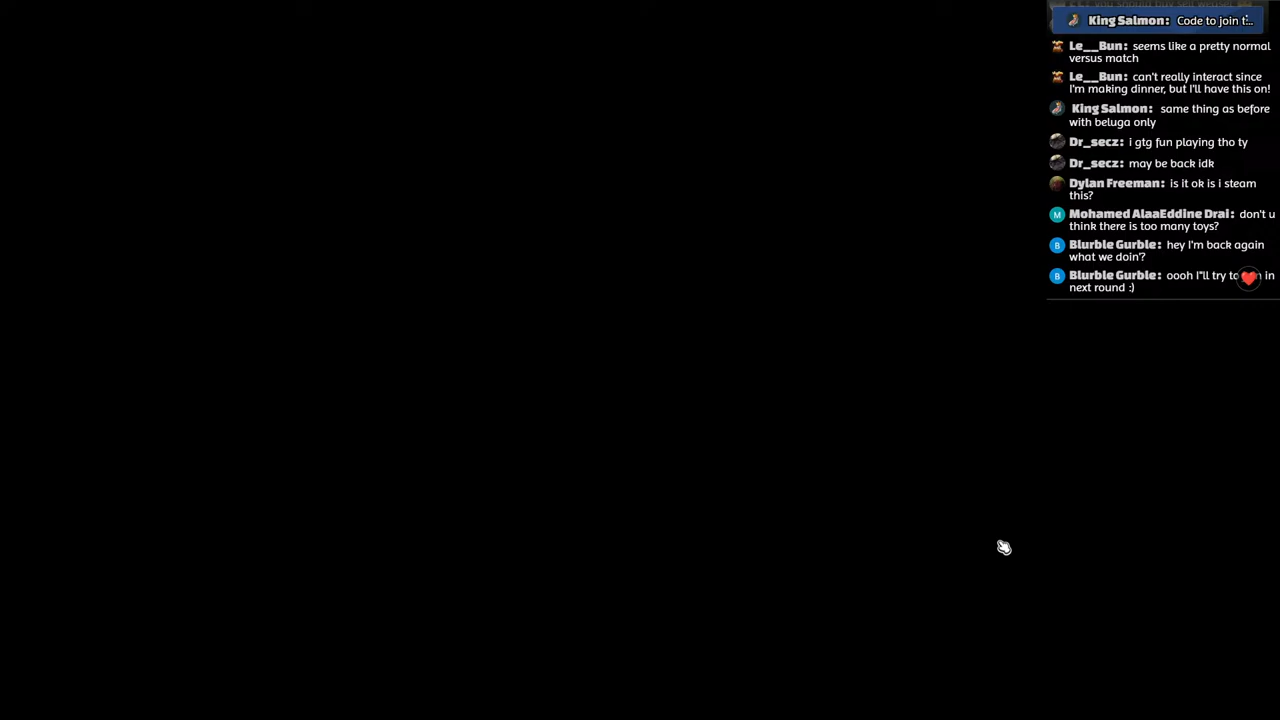 King Salmon: Code to join t...
Le__Bun: seems like a pretty normal
versus match
Le__Bun: can't really interact since
I'm making dinner, but I'll have this on!
King Salmon: same thing as before
with beluga only
Dr_secz: i gtg fun playing tho ty
Dr_secz: may be back idk
Dylan Freeman: is it ok is i steam
this?
M Mohamed AlaaEddine Drai: don't u
think there is too many toys?
B Blurble Gurble: hey I'm back again
what we doin?
B Blurble Gurble: oooh I'll try to in
next round :)